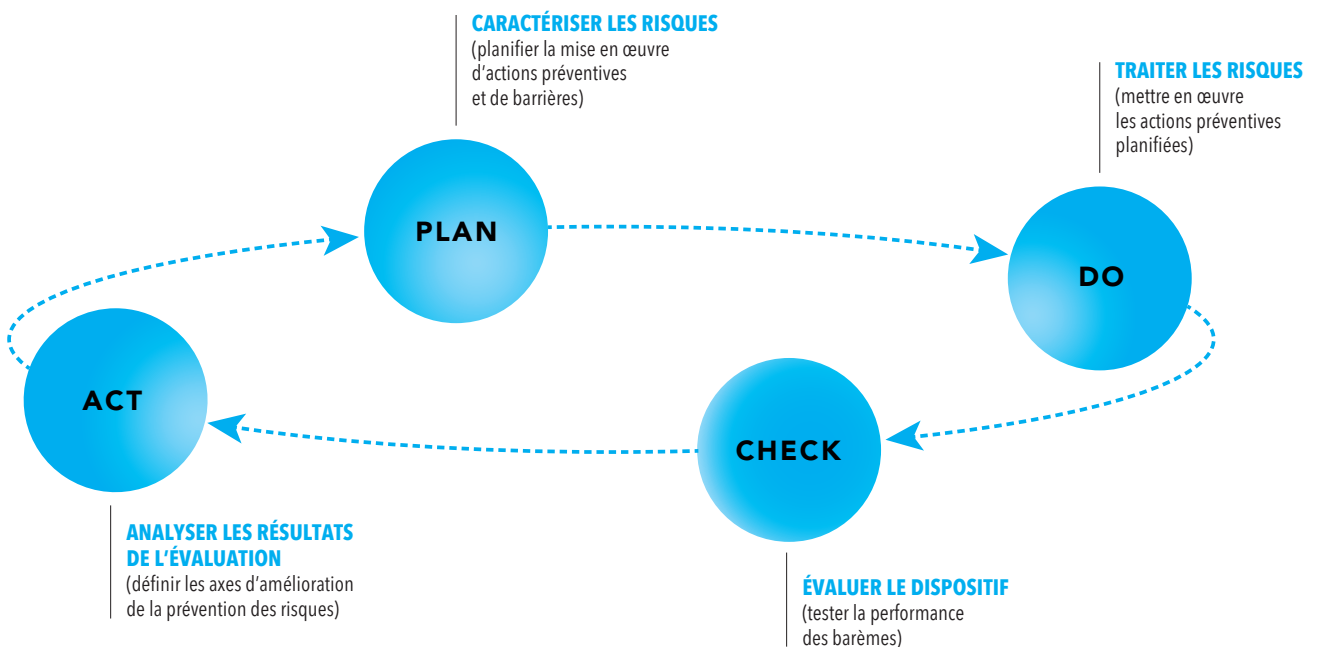 CARACTÉRISER LES RISQUES
(planifier la mise en œuvre
d'actions préventives
et de barrières)
TRAITER LES RISQUES
(mettre en œuvre
les actions préventives
planifiées)
PLAN
DO
ACT
CHECK
ANALYSER LES RÉSULTATS
DE L'ÉVALUATION
(définir les axes d'amélioration
de la prévention des risques)
ÉVALUER LE DISPOSITIF
(tester la performance
des barèmes)